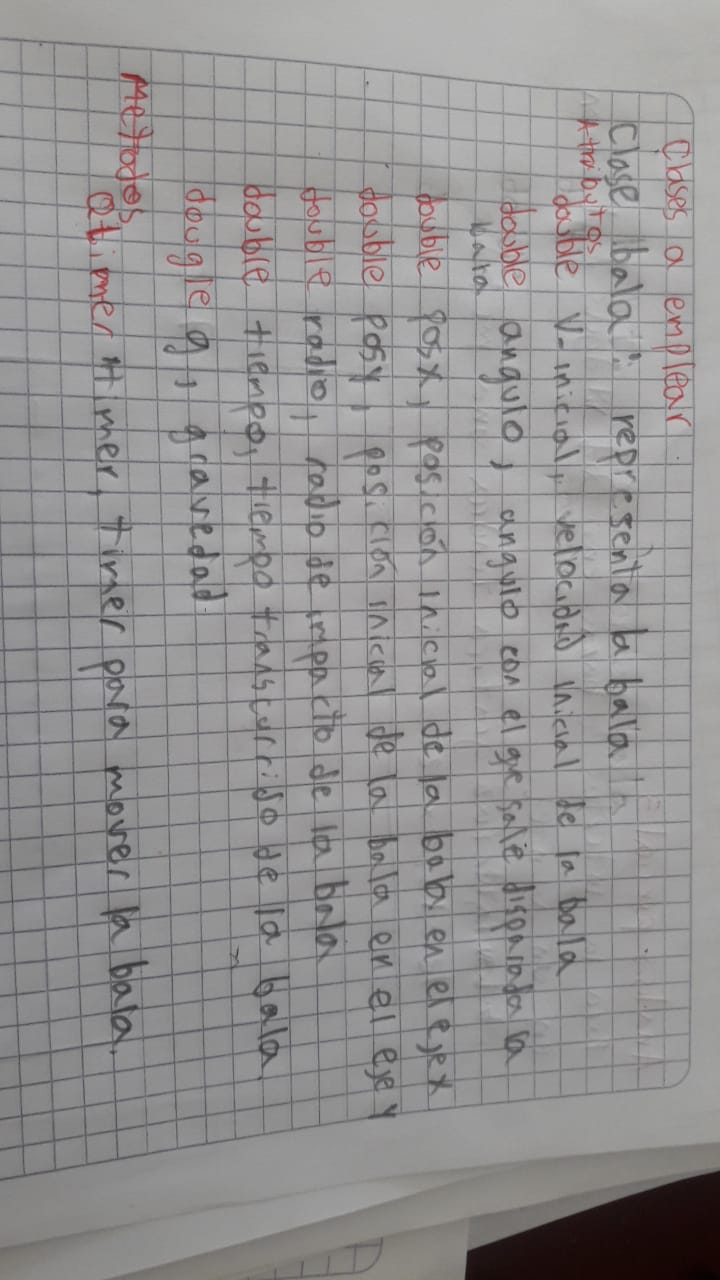 Clases a emplear
Clase bala: representa la bala
Atributos
double v_inicial, velocidad inicial de la bala
double angulo, angulo con el que sale disparada la
bala
double posx, posición inicial de la bala en el eje x
double posy, posición inicial de la bala en el eje y
double radio, radio de impacto de la bala
double tiempo, tiempo transcurrido de la bala.
dougle g, gravedad
Metodos
Qtimer *timer, timer para mover la bala.